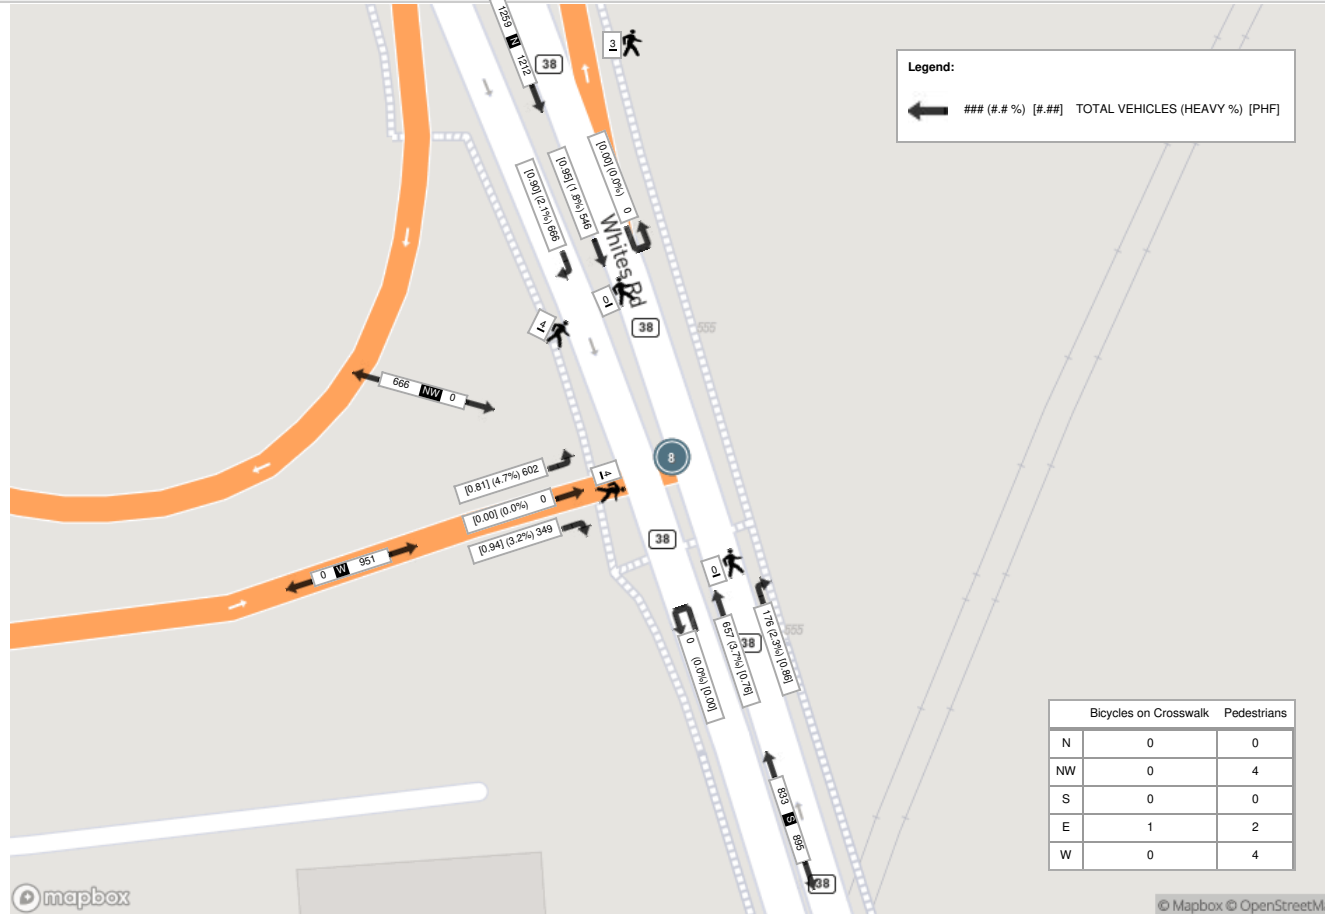 1259 N 1212
38
3
Legend:
### (#.# %) [#.##] TOTAL VEHICLES (HEAVY %) [PHF]
[0.90] (2.1%) 666
[0.95] (1.8%) 546
[0.00] (0.0%) 0
Whites Rd
0
4
38
555
666 NW 0
8
[0.81] (4.7%) 602
4
[0.00] (0.0%) 0
[0.94] (3.2%) 349
38
0 W 951
0
0 (0.0%) [0.00]
657 (3.7%) [0.76]
38
176 (2.3%) [0.86]
555
833 S 895
38
Bicycles on Crosswalk Pedestrians
N 0 0
NW 0 4
S 0 0
E 1 2
W 0 4
mapbox
© Mapbox © OpenStreetM